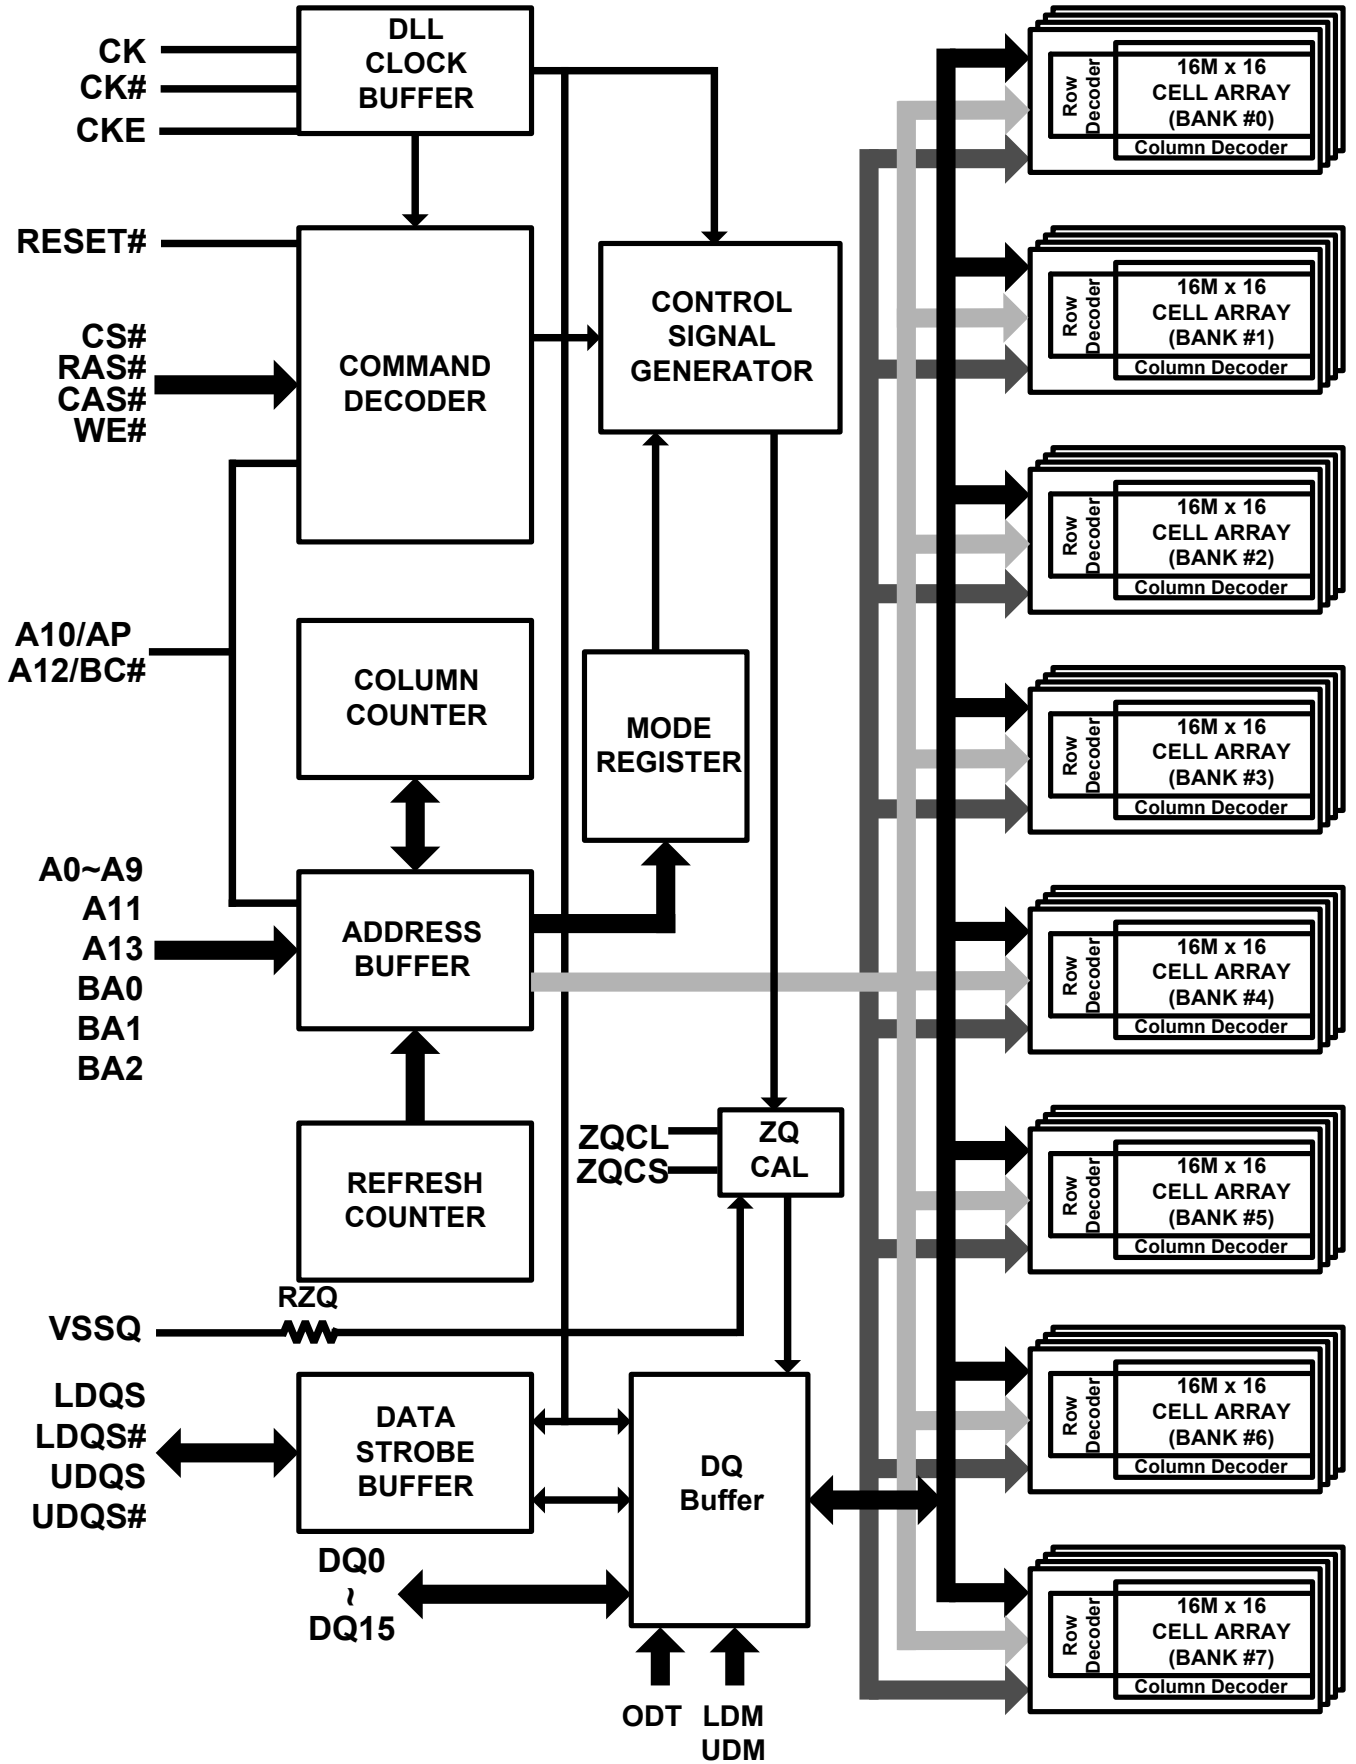 CK
CK#
CKE
DLL
CLOCK
BUFFER
RESET#
CS#
RAS#
CAS#
WE#
COMMAND
DECODER
CONTROL
SIGNAL
GENERATOR
A10/AP
A12/BC#
COLUMN
COUNTER
MODE
REGISTER
A0~A9
A11
A13
BA0
BA1
BA2
ADDRESS
BUFFER
REFRESH
COUNTER
ZQCL
ZQCS
ZQ
CAL
RZQ
VSSQ
LDQS
LDQS#
UDQS
UDQS#
DATA
STROBE
BUFFER
DQ
Buffer
DQ0
~
DQ15
ODT
LDM
UDM
Row
Decoder
16M x 16
CELL ARRAY
(BANK #0)
Column Decoder
Row
Decoder
16M x 16
CELL ARRAY
(BANK #1)
Column Decoder
Row
Decoder
16M x 16
CELL ARRAY
(BANK #2)
Column Decoder
Row
Decoder
16M x 16
CELL ARRAY
(BANK #3)
Column Decoder
Row
Decoder
16M x 16
CELL ARRAY
(BANK #4)
Column Decoder
Row
Decoder
16M x 16
CELL ARRAY
(BANK #5)
Column Decoder
Row
Decoder
16M x 16
CELL ARRAY
(BANK #6)
Column Decoder
Row
Decoder
16M x 16
CELL ARRAY
(BANK #7)
Column Decoder